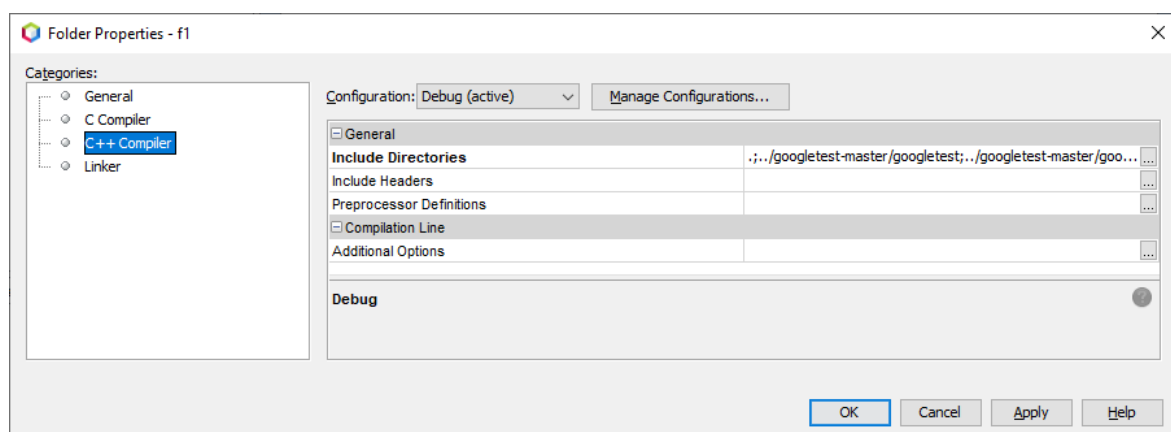 Folder Properties - f1
Categories:
General
C Compiler
C++ Compiler
Linker
Configuration: Debug (active)
Manage Configurations...
General
Include Directories .;../googletest-master/googletest;../googletest-master/goo... ...
Include Headers ...
Preprocessor Definitions ...
Compilation Line
Additional Options ...
Debug
?
OK Cancel Apply Help